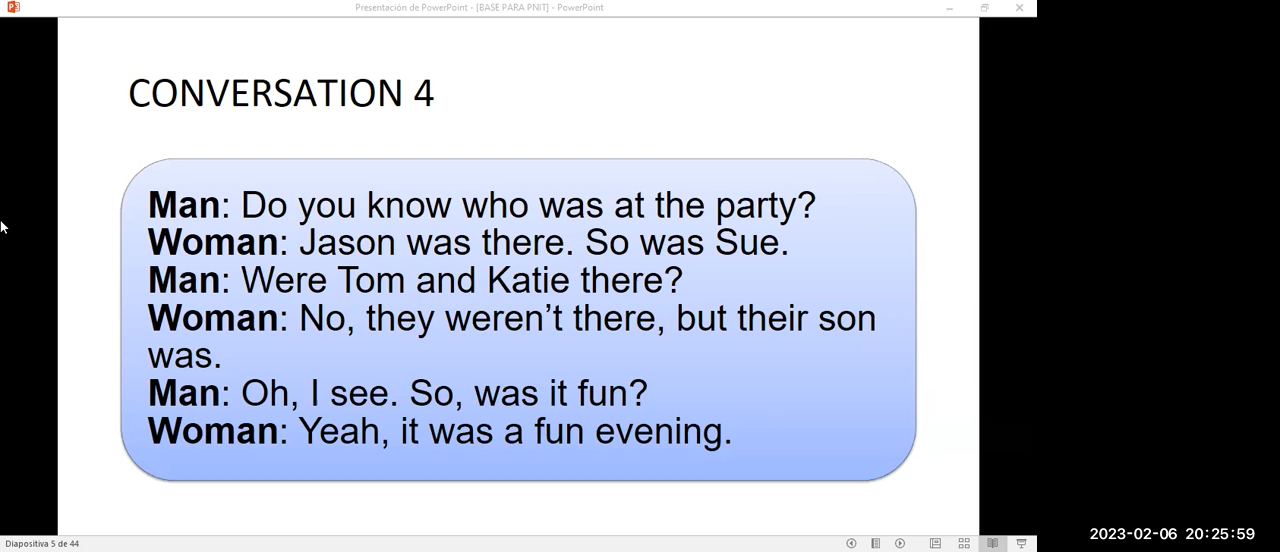 Presentación de PowerPoint - [BASE PARA PNIT] - PowerPoint
CONVERSATION 4
Man: Do you know who was at the party?
Woman: Jason was there. So was Sue.
Man: Were Tom and Katie there?
Woman: No, they weren’t there, but their son
was.
Man: Oh, I see. So, was it fun?
Woman: Yeah, it was a fun evening.
Diapositiva 5 de 44
2023-02-06 20:25:59